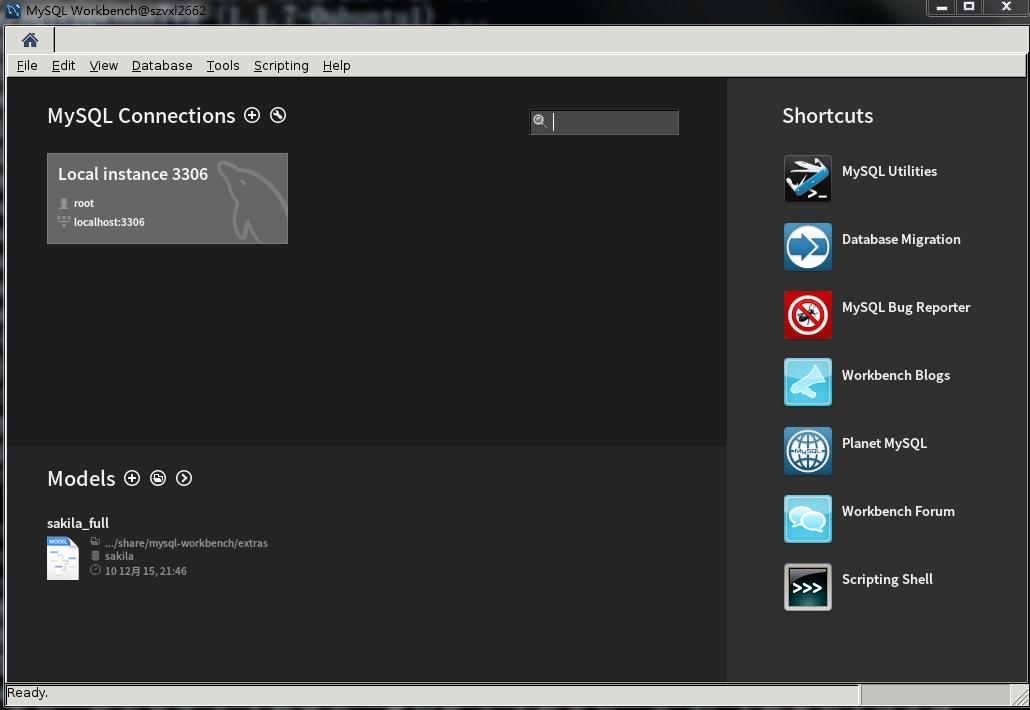 MySQL Workbench@szvxl2662
File Edit View Database Tools Scripting Help
MySQL Connections
Local instance 3306
root
localhost:3306
Shortcuts
MySQL Utilities
Database Migration
MySQL Bug Reporter
Workbench Blogs
MySQL
Planet MySQL
Workbench Forum
>>>
Scripting Shell
Models
sakila_full
MODEL
.../share/mysql-workbench/extras
sakila
10 12月 15, 21:46
Ready.